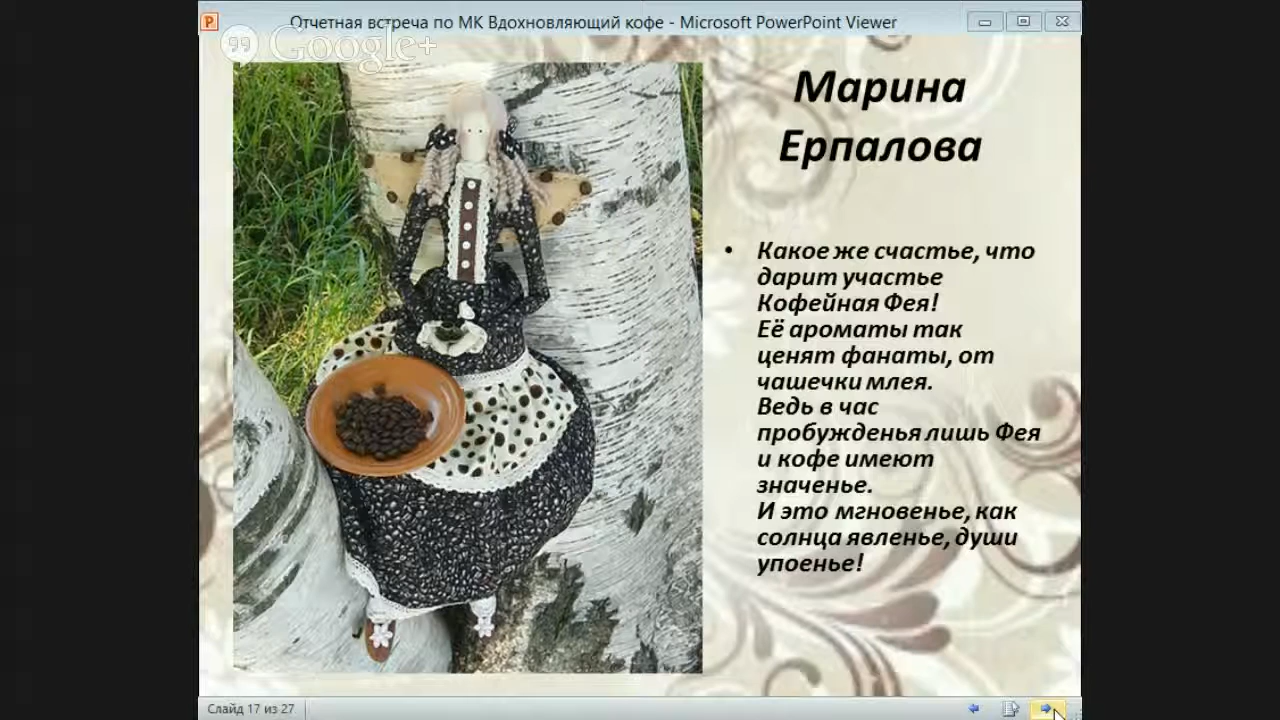 Отчетная встреча по МК Вдохновляющий кофе - Microsoft PowerPoint Viewer
Google+
Марина
Ерпалова
• Какое же счастье, что
дарит участье
Кофейная Фея!
Её ароматы так
ценят фанаты, от
чашечки млея.
Ведь в час
пробужденья лишь Фея
и кофе имеют
значенье.
И это мгновенье, как
солнца явленье, души
упоенье!
Слайд 17 из 27